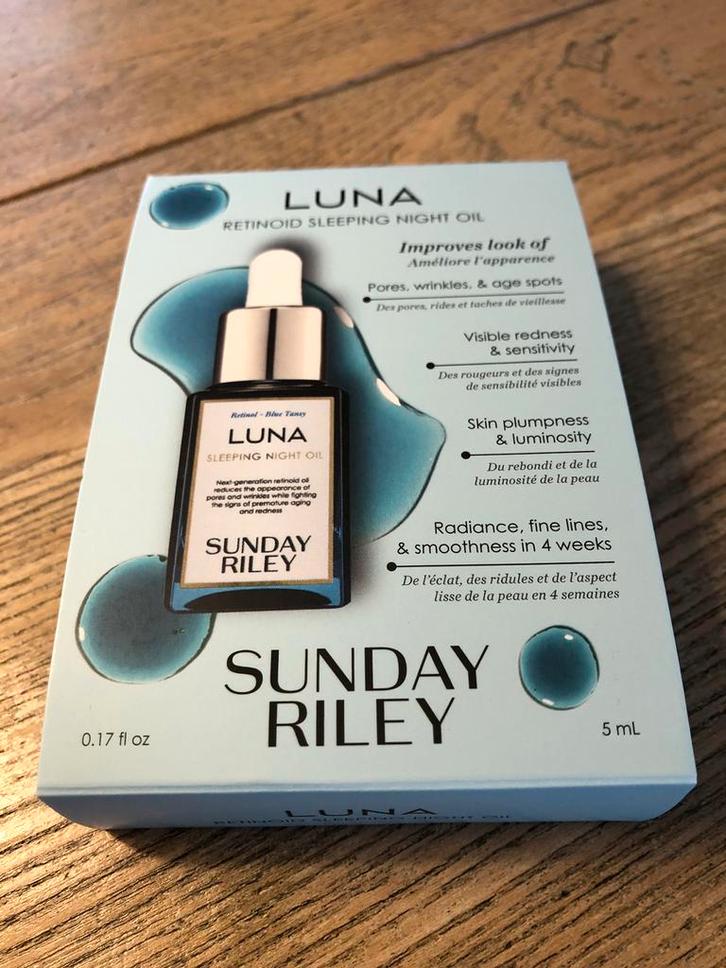 LUNA
RETINOID SLEEPING NIGHT OIL
Improves look of
Améliore l'apparence
Pores, wrinkles, & age spots
Des pores, rides et taches de vieillesse
Visible redness
& sensitivity
Des rougeurs et des signes
de sensibilité visibles
Skin plumpness
& luminosity
Du rebondi et de la
luminosité de la peau
Radiance, fine lines,
& smoothness in 4 weeks
De l'éclat, des ridules et de l'aspect
lisse de la peau en 4 semaines
Retinol - Blue Tansy
LUNA
SLEEPING NIGHT OIL
Next-generation retinoid oil
reduces the appearance of
pores and wrinkles while fighting
the signs of premature aging
and redness
SUNDAY
RILEY
SUNDAY
RILEY
0.17 fl oz
5 mL
LUNA
RETINOID SLEEPING NIGHT OIL